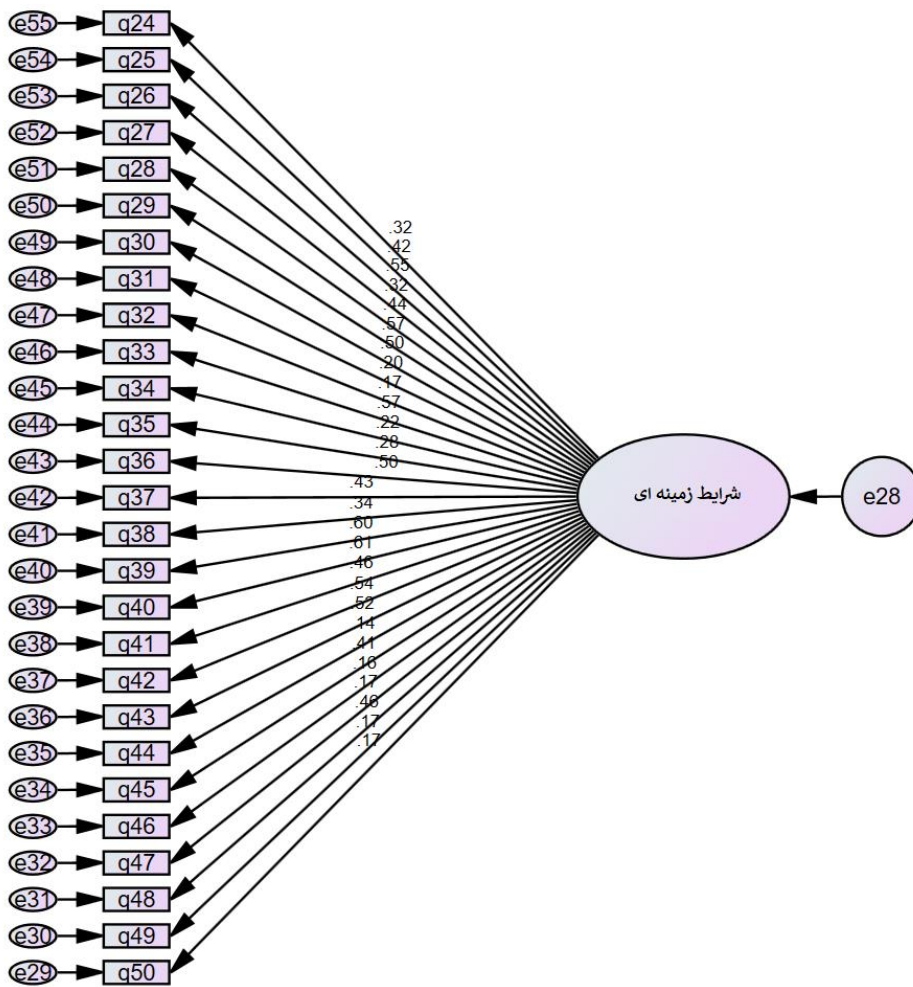 e55 q24
e54 q25
e53 q26
e52 q27
e51 q28
e50 q29
e49 q30
e48 q31
e47 q32
e46 q33
e45 q34
e44 q35
e43 q36
e42 q37
e41 q38
e40 q39
e39 q40
e38 q41
e37 q42
e36 q43
e35 q44
e34 q45
e33 q46
e32 q47
e31 q48
e30 q49
e29 q50
.32
.42
.55
.32
.44
.57
.50
.20
.17
.57
.22
.28
.50
.43
.34
.60
.61
.46
.54
.52
.14
.41
.16
.17
.46
.17
.17
شرایط زمینه ای
e28